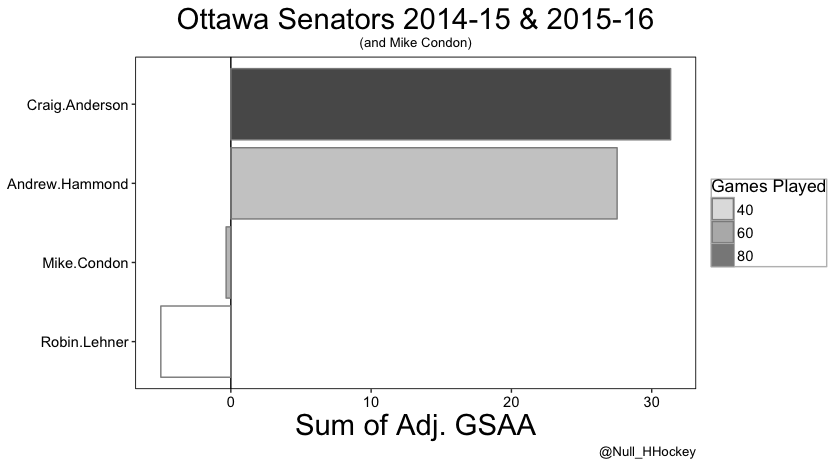 Ottawa Senators 2014-15 & 2015-16
(and Mike Condon)
Craig.Anderson
Andrew.Hammond
Mike.Condon
Robin.Lehner
0 10 20 30
Sum of Adj. GSAA
Games Played
40
60
80
@Null_HHockey